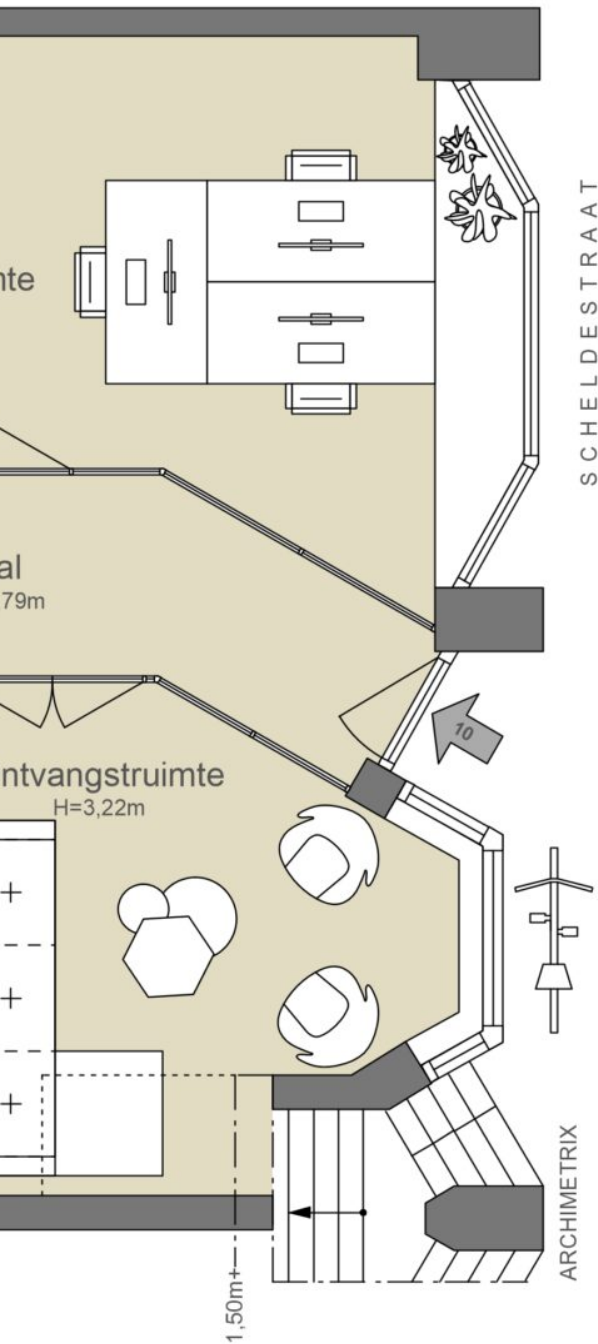 nte
SCHELDESTRAAT
al
79m
10
ntvangstruimte
H=3,22m
ARCHIMETRIX
1,50m+